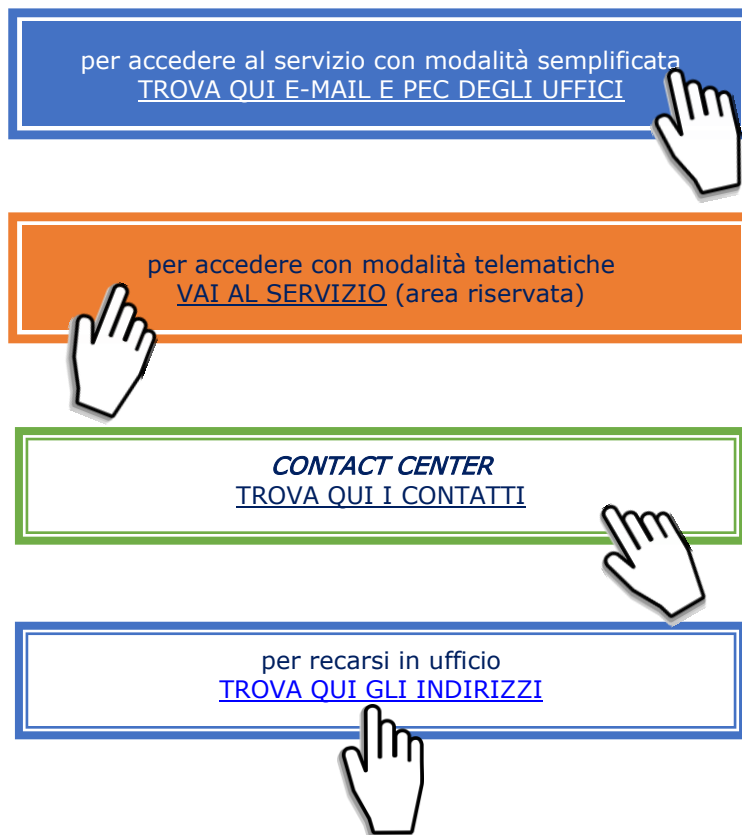 per accedere al servizio con modalità semplificata
TROVA QUI E-MAIL E PEC DEGLI UFFICI
per accedere con modalità telematiche
VAI AL SERVIZIO (area riservata)
CONTACT CENTER
TROVA QUI I CONTATTI
per recarsi in ufficio
TROVA QUI GLI INDIRIZZI